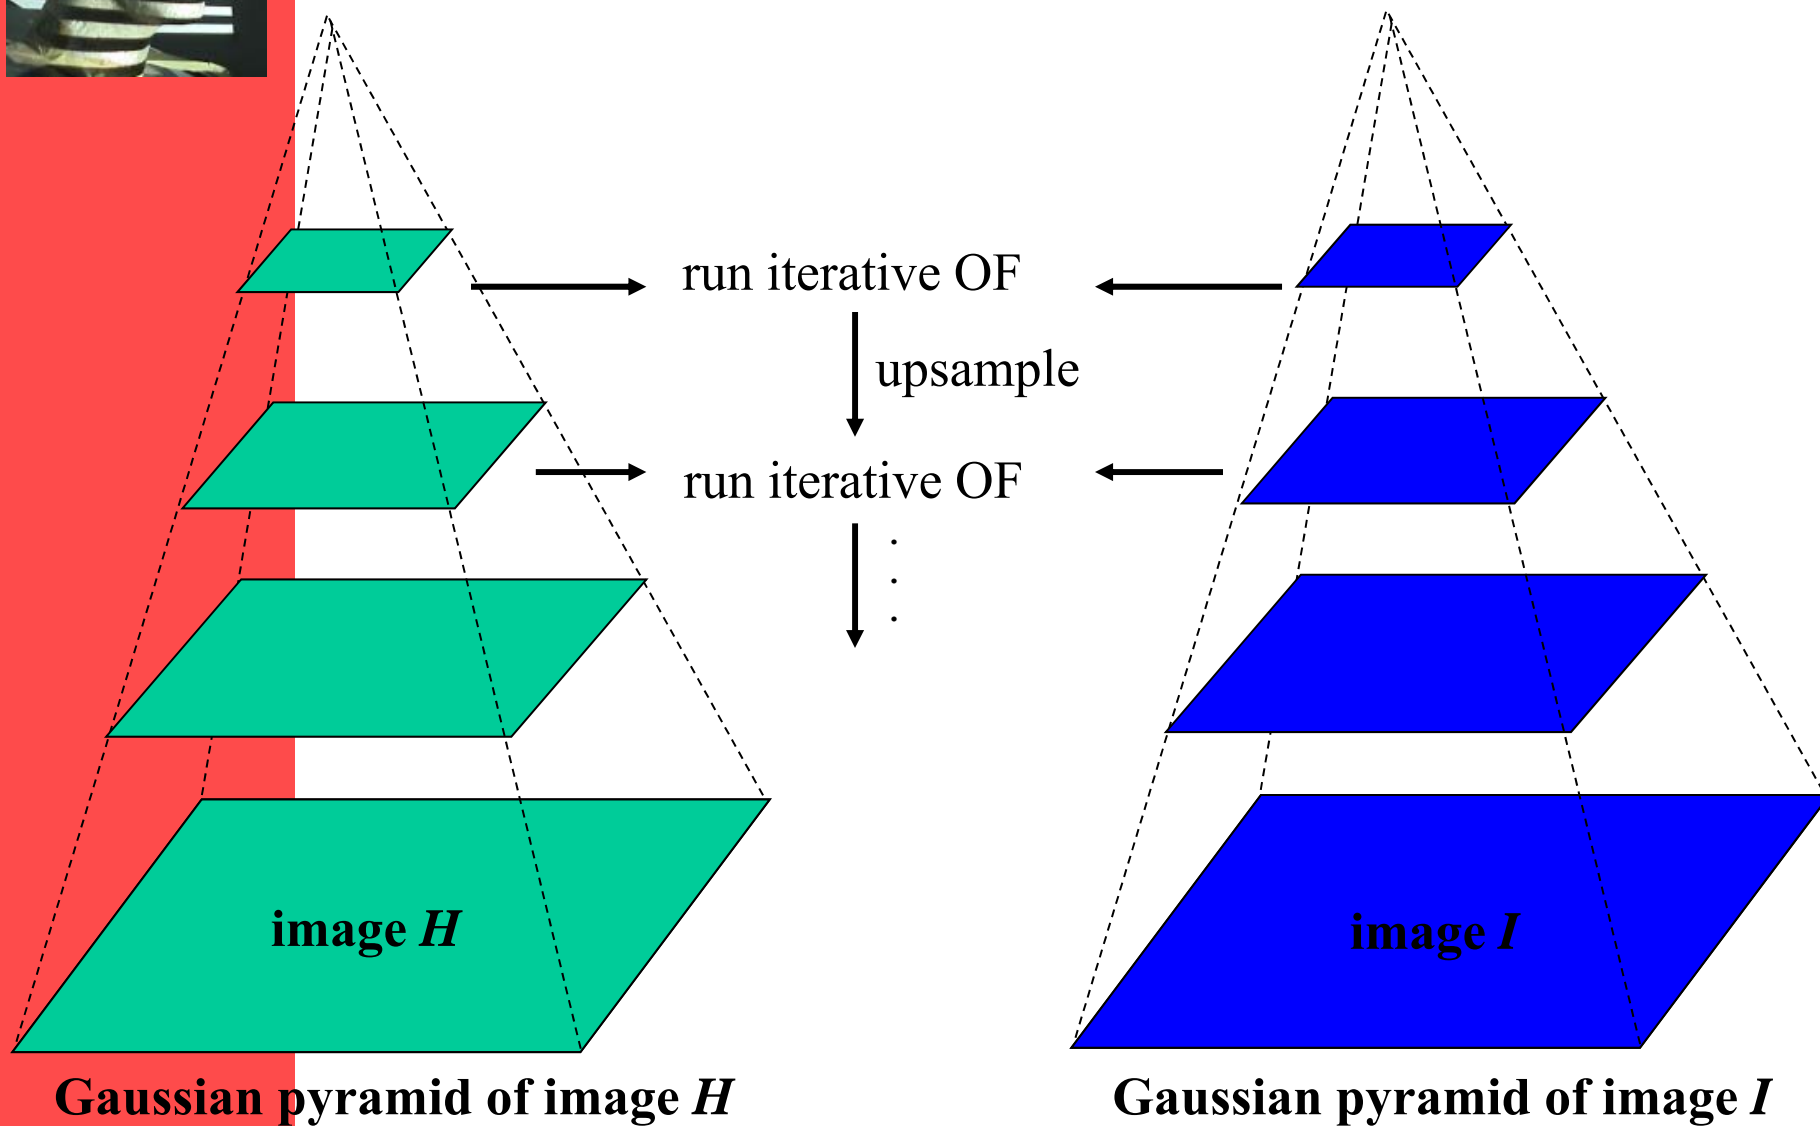 run iterative OF
upsample
run iterative OF
.
.
.
image H
image I
Gaussian pyramid of image H
Gaussian pyramid of image I